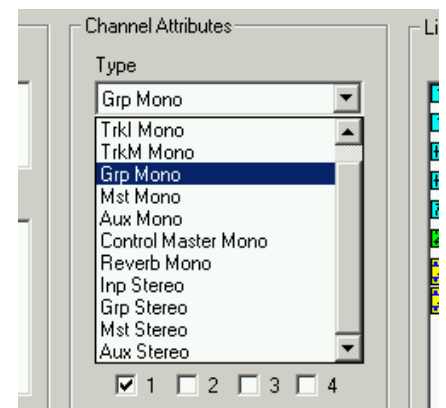 Channel Attributes
Li
Type
Grp Mono
TrkI Mono
TrkM Mono
Grp Mono
Mst Mono
Aux Mono
Control Master Mono
Reverb Mono
Inp Stereo
Grp Stereo
Mst Stereo
Aux Stereo
1 2 3 4